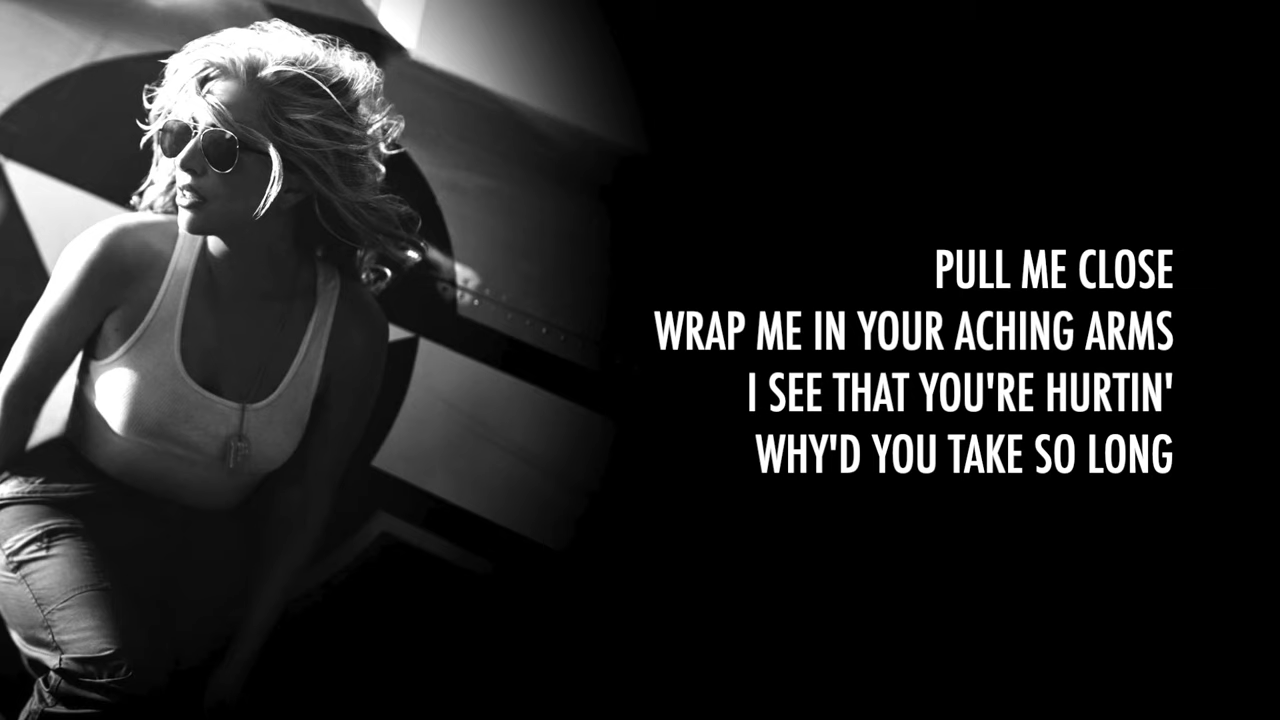 PULL ME CLOSE
WRAP ME IN YOUR ACHING ARMS
I SEE THAT YOU'RE HURTIN'
WHY'D YOU TAKE SO LONG